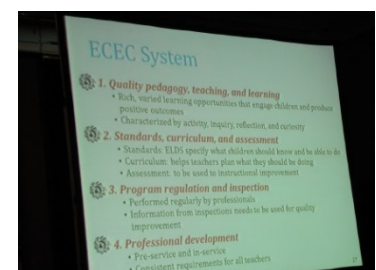 ECEC System
1. Quality pedagogy, teaching, and learning
• Rich, varied learning opportunities that engage children and produce
positive outcomes
• Characterized by activity, inquiry, reflection, and curiosity
2. Standards, curriculum, and assessment
• Standards: ELDS specify what children should know and be able to do
• Curriculum: helps teachers plan what they should be doing
• Assessment: to be used to instructional improvement
3. Program regulation and inspection
• Performed regularly by professionals
• Information from inspections needs to be used for quality
improvement
4. Professional development
• Pre-service and in-service
• Consistent requirements for all teachers